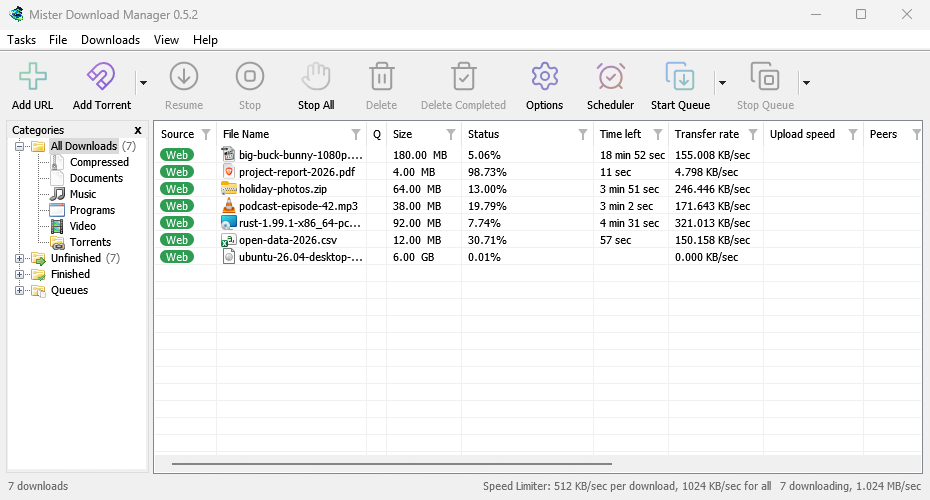 Mister Download Manager 0.5.2
Tasks File Downloads View Help
Add URL Add Torrent Resume Stop Stop All Delete Delete Completed Options Scheduler Start Queue Stop Queue
Categories x
All Downloads (7)
Compressed
Documents
Music
Programs
Video
Torrents
Unfinished (7)
Finished
Queues
Source File Name Q Size Status Time left Transfer rate Upload speed Peers
Web big-buck-bunny-1080p.... 180.00 MB 5.06% 18 min 52 sec 155.008 KB/sec
Web project-report-2026.pdf 4.00 MB 98.73% 11 sec 4.798 KB/sec
Web holiday-photos.zip 64.00 MB 13.00% 3 min 51 sec 246.446 KB/sec
Web podcast-episode-42.mp3 38.00 MB 19.79% 3 min 2 sec 171.643 KB/sec
Web rust-1.99.1-x86_64-pc... 92.00 MB 7.74% 4 min 31 sec 321.013 KB/sec
Web open-data-2026.csv 12.00 MB 30.71% 57 sec 150.158 KB/sec
Web ubuntu-26.04-desktop-... 6.00 GB 0.01% 0.000 KB/sec
7 downloads Speed Limiter: 512 KB/sec per download, 1024 KB/sec for all 7 downloading, 1.024 MB/sec